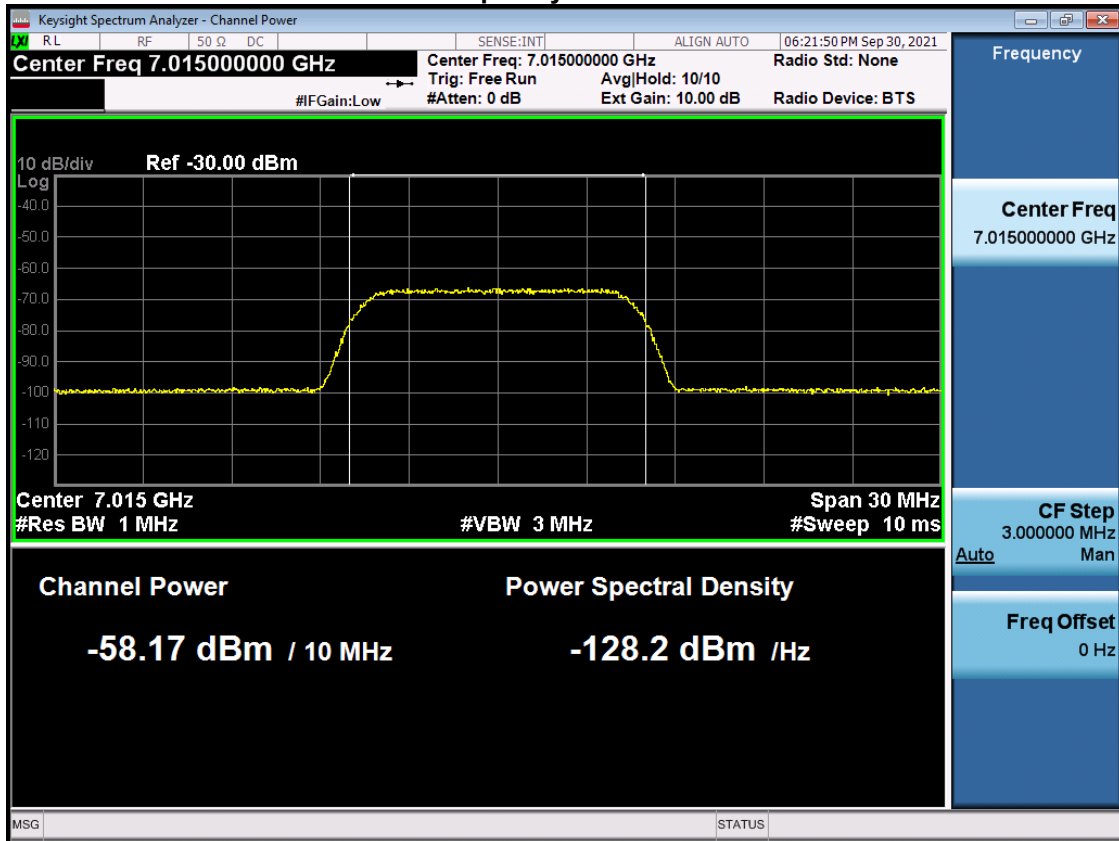 Keysight Spectrum Analyzer - Channel Power
LXI RL RF 50 Ω DC SENSE:INT ALIGN AUTO 06:21:50 PM Sep 30, 2021
Center Freq 7.015000000 GHz
#IFGain:Low
Center Freq: 7.015000000 GHz
Trig: Free Run Avg|Hold: 10/10
#Atten: 0 dB Ext Gain: 10.00 dB
Radio Std: None
Radio Device: BTS
10 dB/div Ref -30.00 dBm
Log
-40.0
-50.0
-60.0
-70.0
-80.0
-90.0
-100
-110
-120
Center 7.015 GHz Span 30 MHz
#Res BW 1 MHz #VBW 3 MHz #Sweep 10 ms
Channel Power Power Spectral Density
-58.17 dBm / 10 MHz -128.2 dBm /Hz
MSG STATUS
Frequency
Center Freq
7.015000000 GHz
CF Step
3.000000 MHz
Auto Man
Freq Offset
0 Hz